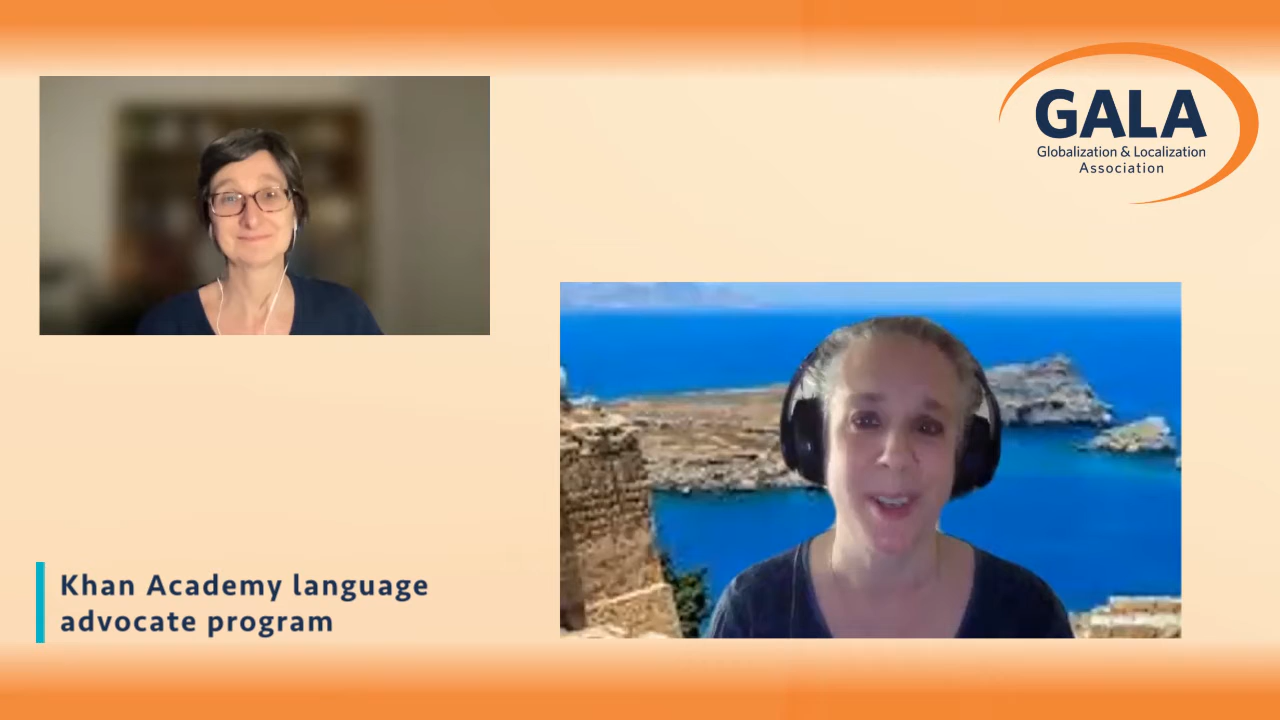 GALA
Globalization & Localization
Association
Khan Academy language
advocate program